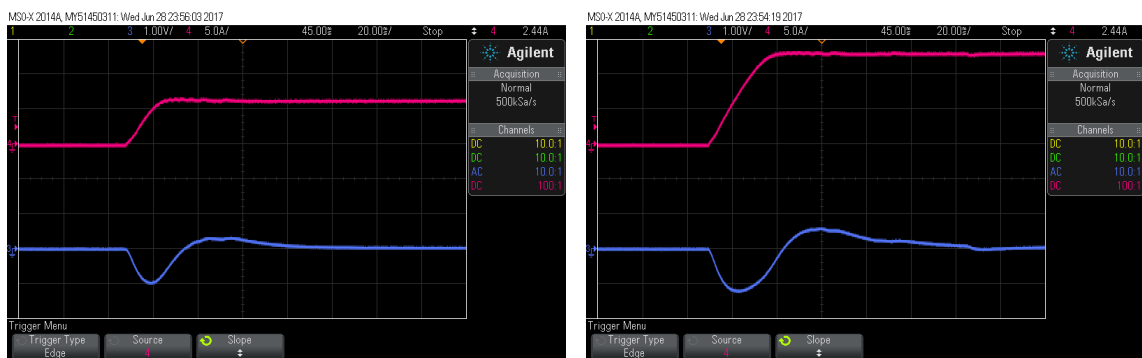 MSO-X 2014A, MY51450311: Wed Jun 28 23:56:03 2017
1 2 3 1.00V/ 4 5.0A/ 45.00 20.00 Stop 4 2.44A
Agilent
Acquisition
Normal
500kSa/s
Channels
DC 10.0:1
DC 10.0:1
AC 10.0:1
DC 100:1
Trigger Menu
Trigger Type Source Slope
Edge 4
MSO-X 2014A, MY51450311: Wed Jun 28 23:54:19 2017
1 2 3 1.00V/ 4 5.0A/ 45.00 20.00 Stop 4 2.44A
Agilent
Acquisition
Normal
500kSa/s
Channels
DC 10.0:1
DC 10.0:1
AC 10.0:1
DC 100:1
Trigger Menu
Trigger Type Source Slope
Edge 4